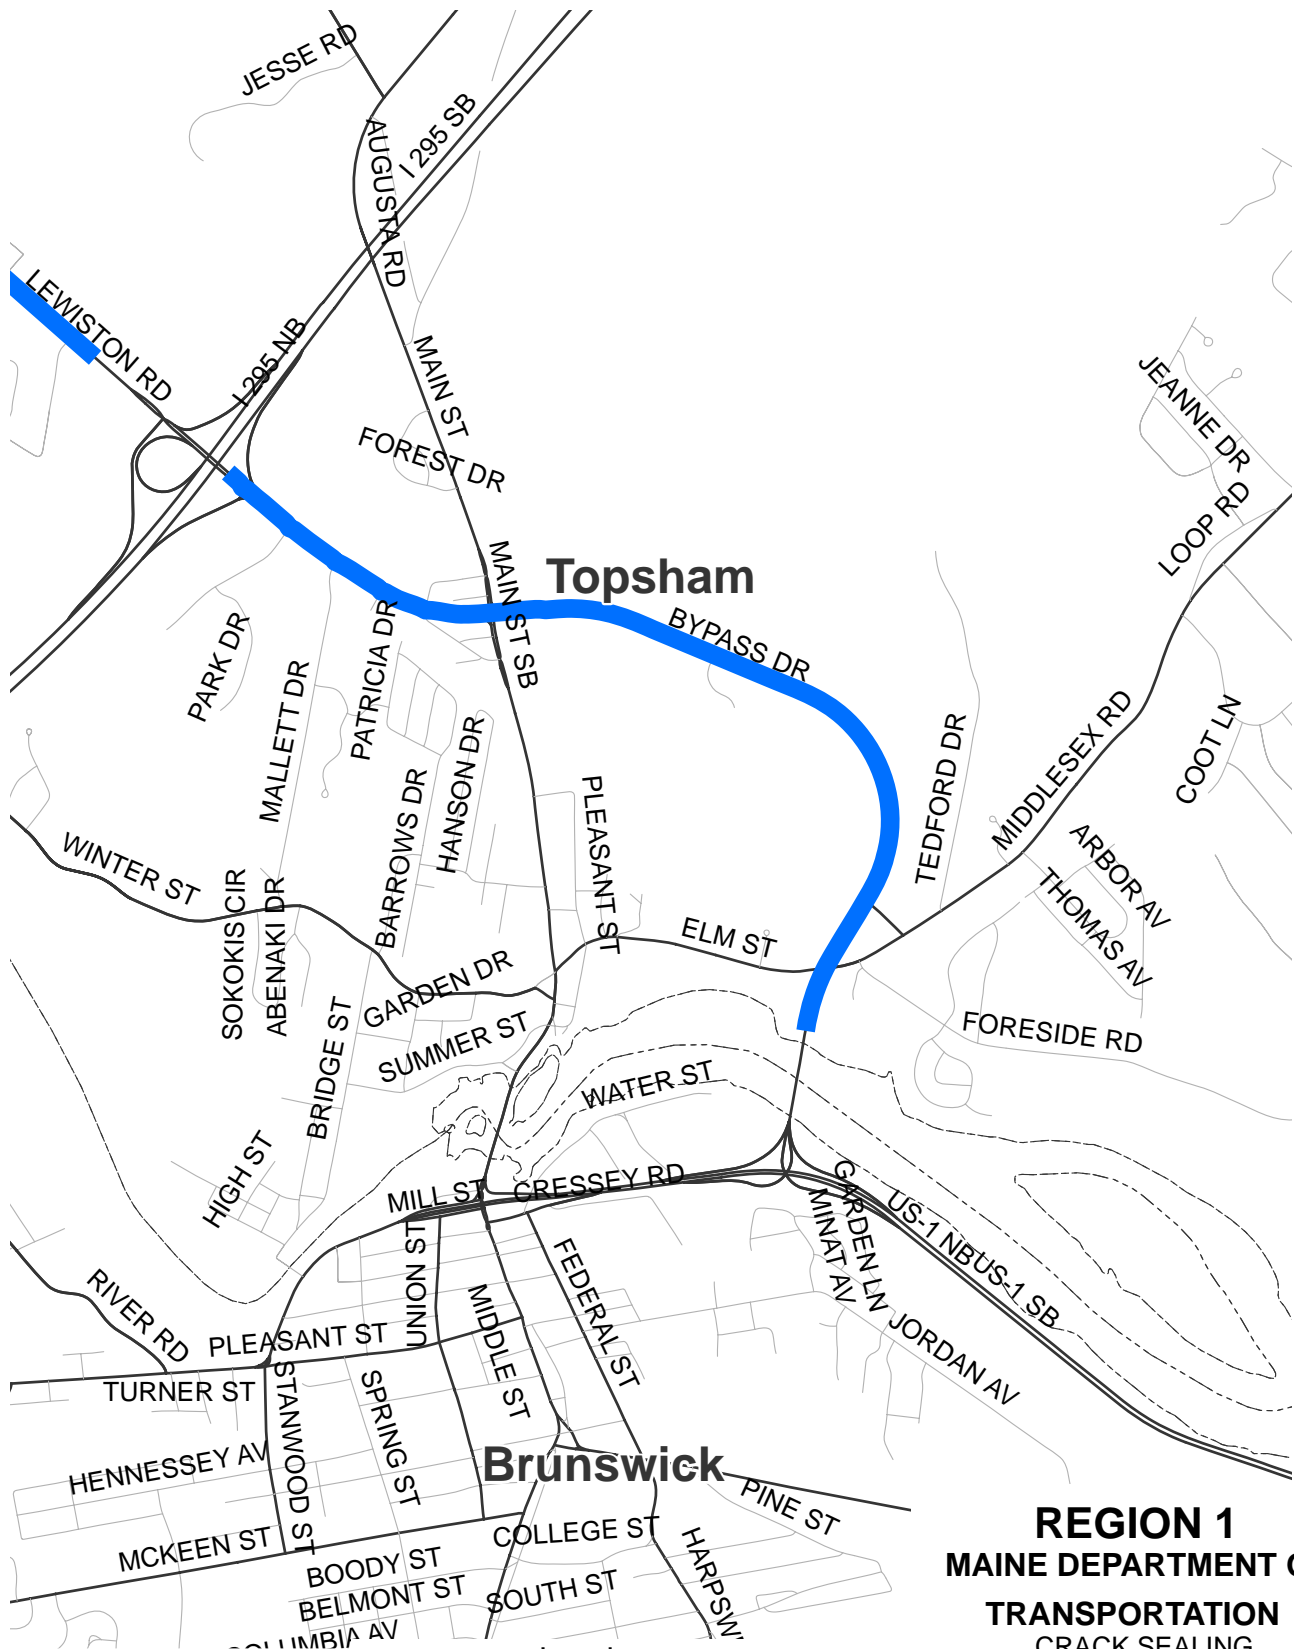 JESSE RD
I 295 SB
AUGUSTA RD
LEWISTON RD
I 295 NB
MAIN ST
JEANNE DR
FOREST DR
LOOP RD
MAIN ST SB
Topsham
BYPASS DR
PARK DR
PATRICIA DR
MALLETT DR
HANSON DR
TEDFORD DR
MIDDLESEX RD
COOT LN
BARROWS DR
PLEASANT ST
WINTER ST
ARBOR AV
THOMAS AV
SOKOKIS CIR
ABENAKI DR
ELM ST
GARDEN DR
BRIDGE ST
SUMMER ST
FORESIDE RD
WATER ST
HIGH ST
MILL ST
CRESSEY RD
GARDEN LN
MINAT AV
US-1 NB
US-1 SB
UNION ST
FEDERAL ST
RIVER RD
MIDDLE ST
PLEASANT ST
JORDAN AV
TURNER ST
STANWOOD ST
SPRING ST
HENNESSEY AV
Brunswick
PINE ST
MCKEEN ST
COLLEGE ST
BOODY ST
BELMONT ST
SOUTH ST
COLUMBIA AV
REGION 1
MAINE DEPARTMENT
TRANSPORTATION
CRACK SEALING